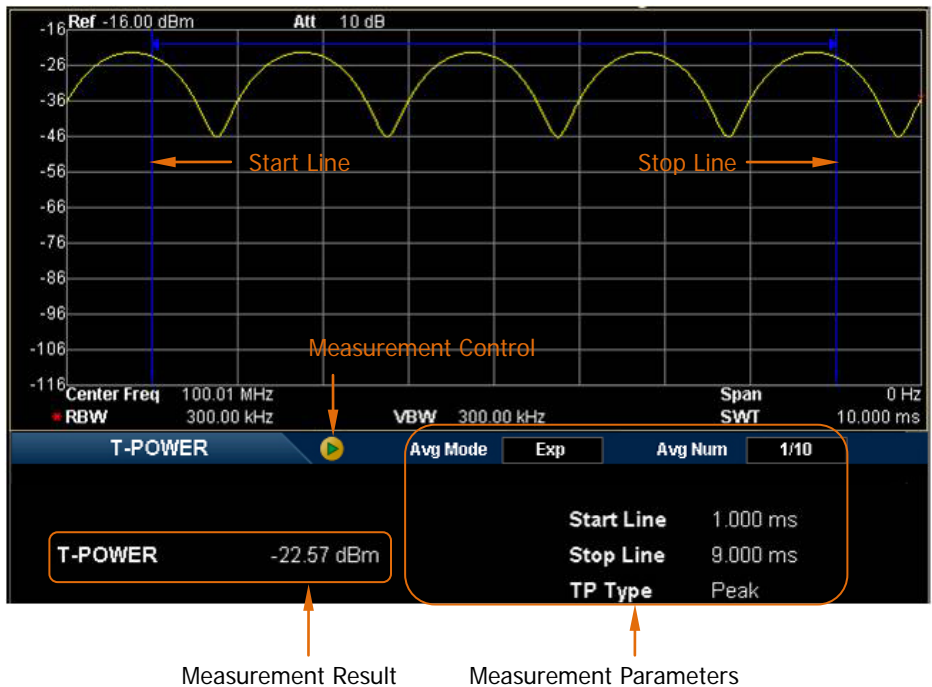 Ref -16.00 dBm Att 10 dB
-16
-26
-36
-46
-56
Start Line Stop Line
-66
-76
-86
-96
-106
Measurement Control
-116
Center Freq 100.01 MHz Span 0 Hz
*RBW 300.00 kHz VBW 300.00 kHz SWT 10.000 ms
T-POWER Avg Mode Exp Avg Num 1/10
Start Line 1.000 ms
T-POWER -22.57 dBm Stop Line 9.000 ms
TP Type Peak
Measurement Result Measurement Parameters